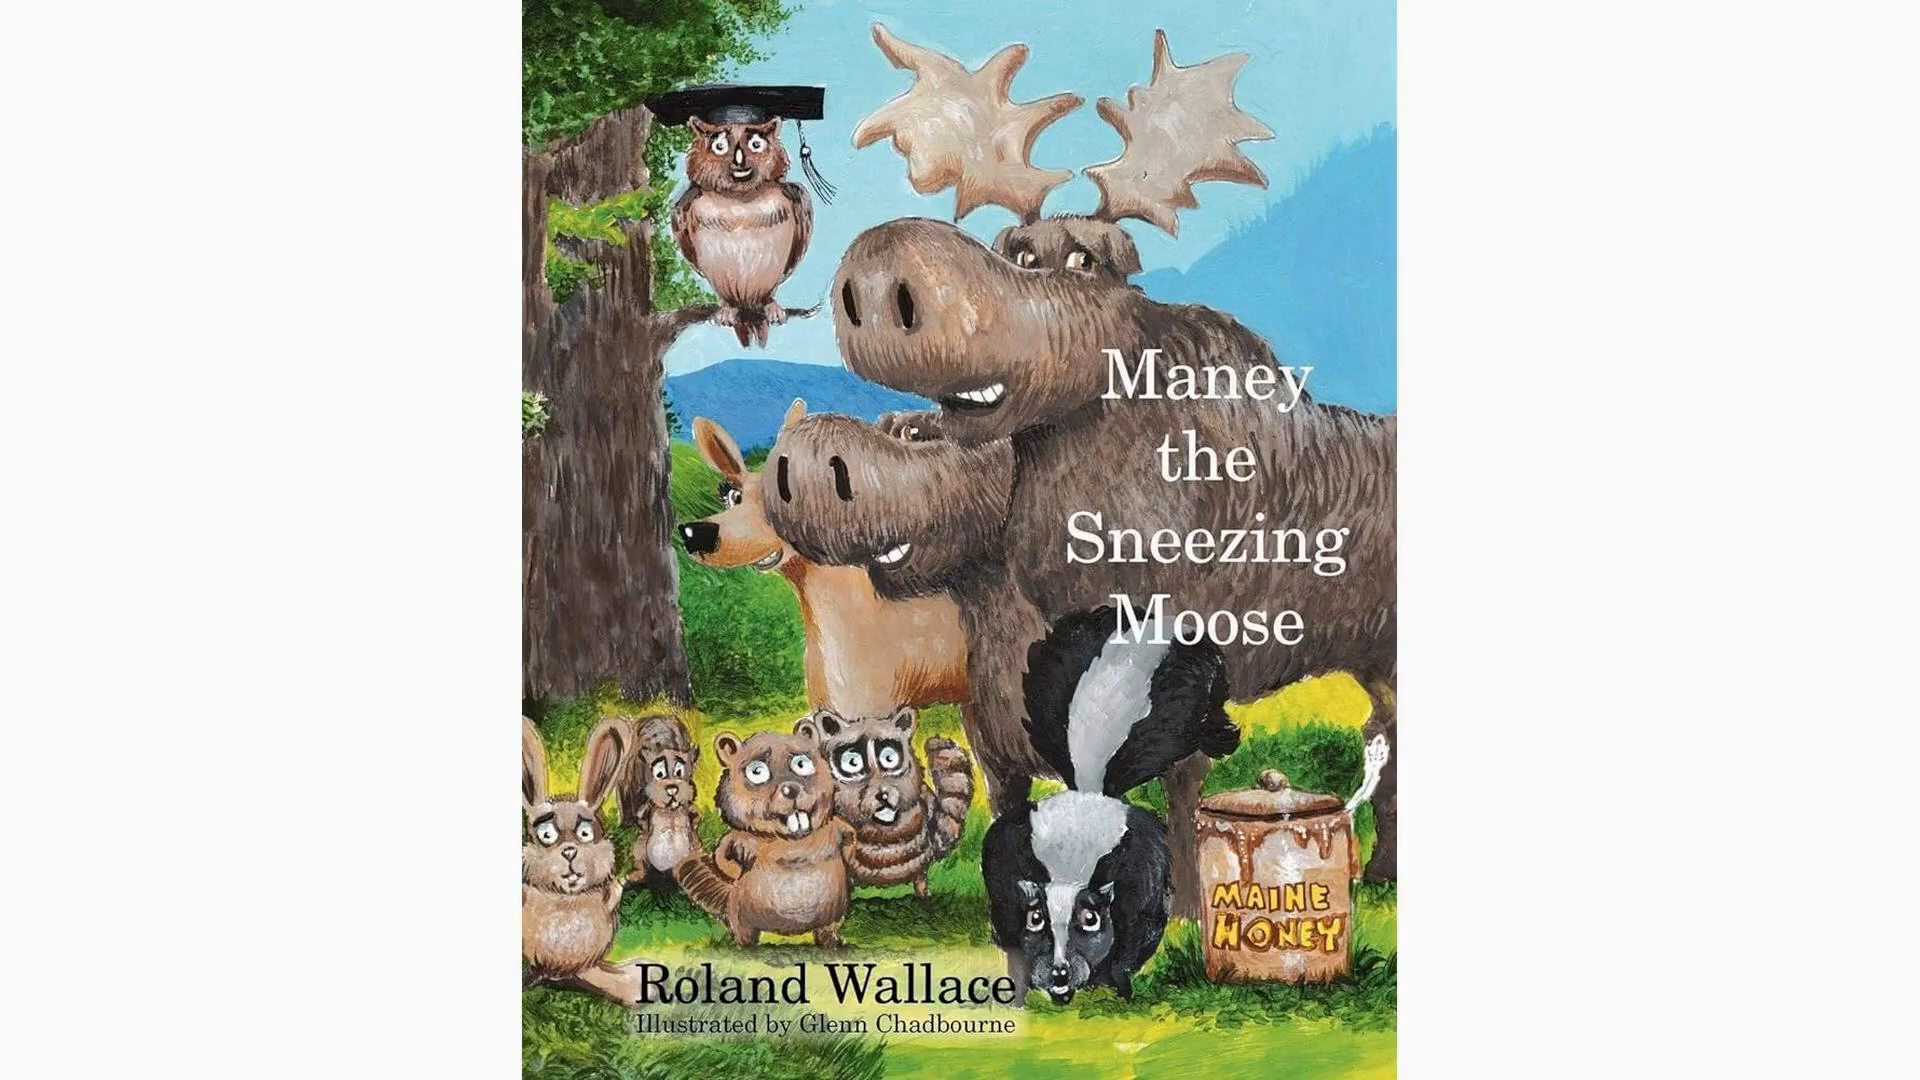 Maney
the
Sneezing
Moose
MAINE
HONEY
Roland Wallace
Illustrated by Glenn Chadbourne